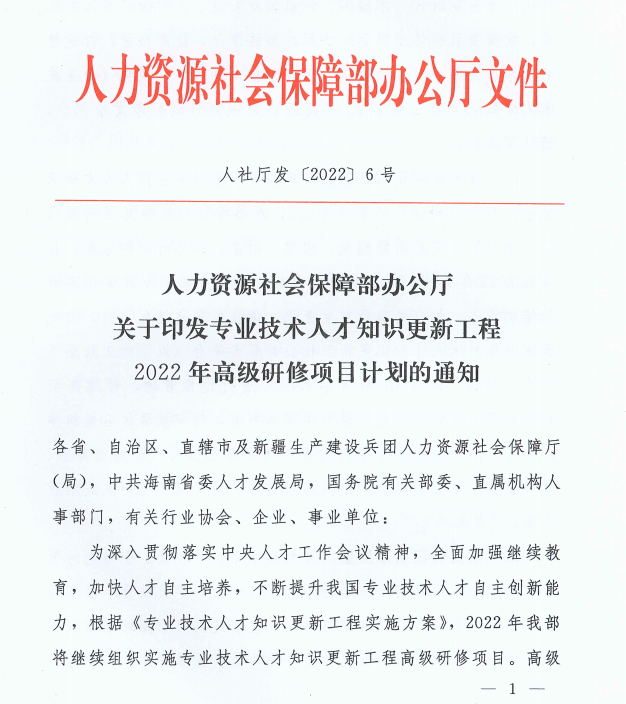 人力资源社会保障部办公厅文件
人社厅发〔2022〕6号
人力资源社会保障部办公厅
关于印发专业技术人才知识更新工程
2022年高级研修项目计划的通知
各省、自治区、直辖市及新疆生产建设兵团人力资源社会保障厅
（局），中共海南省委人才发展局，国务院有关部委、直属机构人
事部门，有关行业协会、企业、事业单位：
为深入贯彻落实中央人才工作会议精神，全面加强继续教
育，加快人才自主培养，不断提升我国专业技术人才自主创新能
力，根据《专业技术人才知识更新工程实施方案》，2022年我部
将继续组织实施专业技术人才知识更新工程高级研修项目。高级
— 1 —